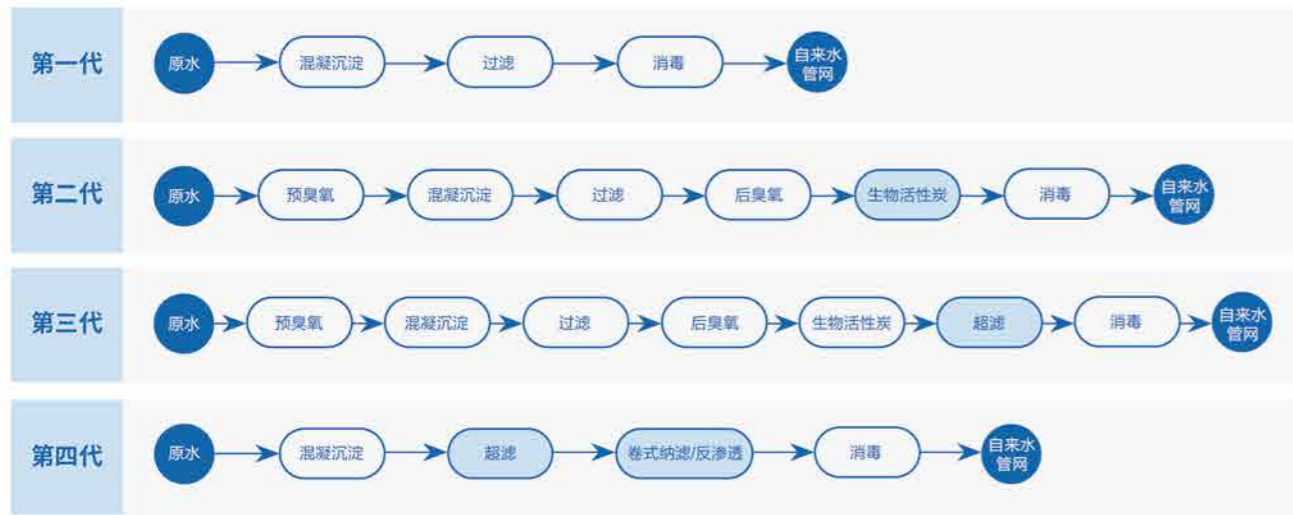 第一代
原水
混凝沉淀
过滤
消毒
自来水
管网
第二代
原水
预臭氧
混凝沉淀
过滤
后臭氧
生物活性炭
消毒
自来水
管网
第三代
原水
预臭氧
混凝沉淀
过滤
后臭氧
生物活性炭
超滤
消毒
自来水
管网
第四代
原水
混凝沉淀
超滤
卷式纳滤/反渗透
消毒
自来水
管网